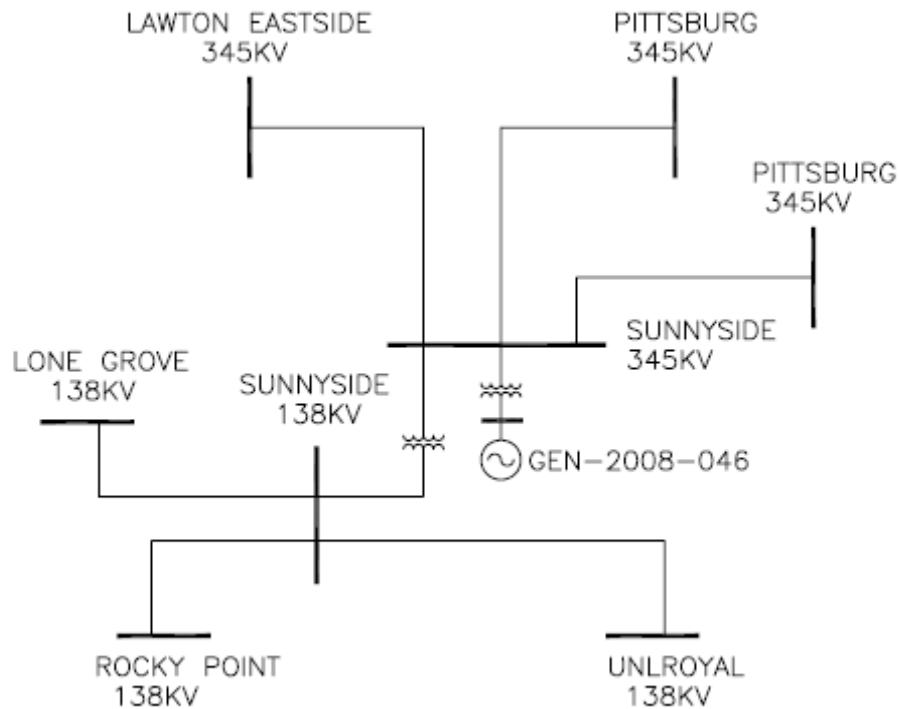 LAWTON EASTSIDE
345KV
PITTSBURG
345KV
PITTSBURG
345KV
SUNNYSIDE
345KV
LONE GROVE
138KV
SUNNYSIDE
138KV
GEN-2008-046
ROCKY POINT
138KV
UNLROYAL
138KV